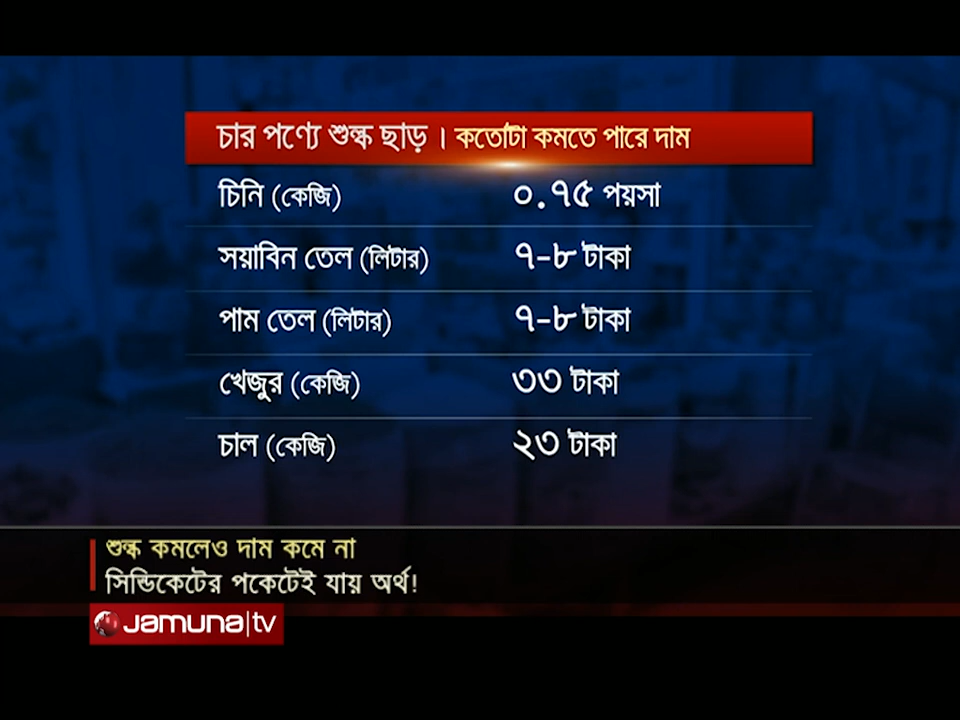 চার পণ্যে শুল্ক ছাড় । কতোটা কমতে পারে দাম
চিনি (কেজি) ০.৭৫ পয়সা
সয়াবিন তেল (লিটার) ৭-৮ টাকা
পাম তেল (লিটার) ৭-৮ টাকা
খেজুর (কেজি) ৩৩ টাকা
চাল (কেজি) ২৩ টাকা
শুল্ক কমলেও দাম কমে না
সিন্ডিকেটের পকেটেই যায় অর্থ!
Jamuna|tv